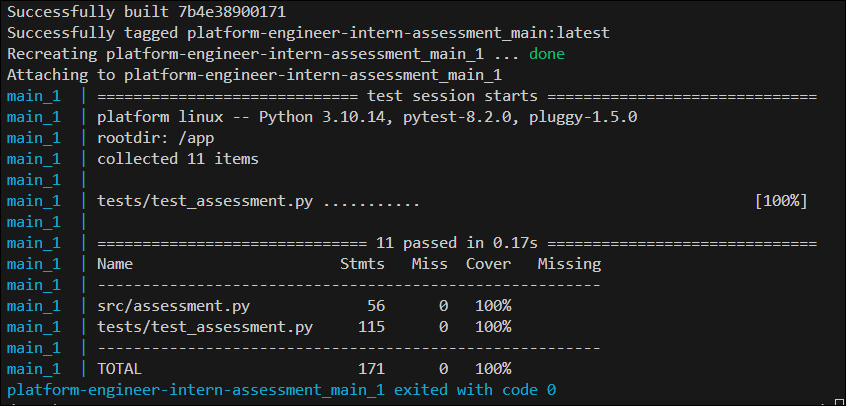 Successfully built 7b4e38900171
Successfully tagged platform-engineer-intern-assessment_main:latest
Recreating platform-engineer-intern-assessment_main_1 ... done
Attaching to platform-engineer-intern-assessment_main_1
main_1  | ============================= test session starts ==============================
main_1  | platform linux -- Python 3.10.14, pytest-8.2.0, pluggy-1.5.0
main_1  | rootdir: /app
main_1  | collected 11 items
main_1  |
main_1  | tests/test_assessment.py ...........                                     [100%]
main_1  |
main_1  | ============================== 11 passed in 0.17s ==============================
main_1  | Name                       Stmts   Miss  Cover   Missing
main_1  | --------------------------------------------------------
main_1  | src/assessment.py             56      0   100%
main_1  | tests/test_assessment.py     115      0   100%
main_1  | --------------------------------------------------------
main_1  | TOTAL                        171      0   100%
platform-engineer-intern-assessment_main_1 exited with code 0